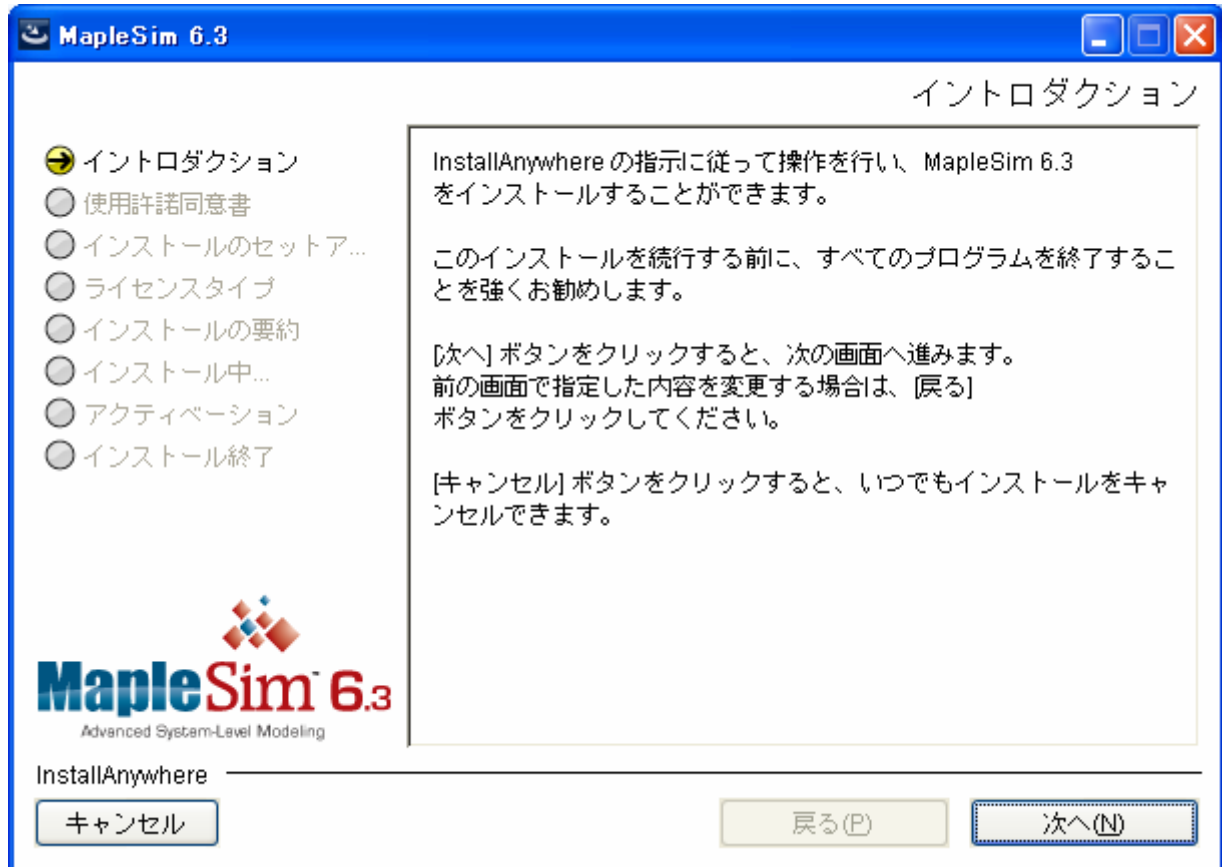 MapleSim 6.3
イントロダクション
イントロダクション
使用許諾同意書
インストールのセットア...
ライセンスタイプ
インストールの要約
インストール中...
アクティベーション
インストール終了
InstallAnywhere の指示に従って操作を行い、MapleSim 6.3
をインストールすることができます。
このインストールを続行する前に、すべてのプログラムを終了するこ
とを強くお勧めします。
[次へ] ボタンをクリックすると、次の画面へ進みます。
前の画面で指定した内容を変更する場合は、[戻る]
ボタンをクリックしてください。
[キャンセル] ボタンをクリックすると、いつでもインストールをキャ
ンセルできます。
MapleSim™ 6.3
Advanced System-Level Modeling
InstallAnywhere
キャンセル
戻る(P)
次へ(N)